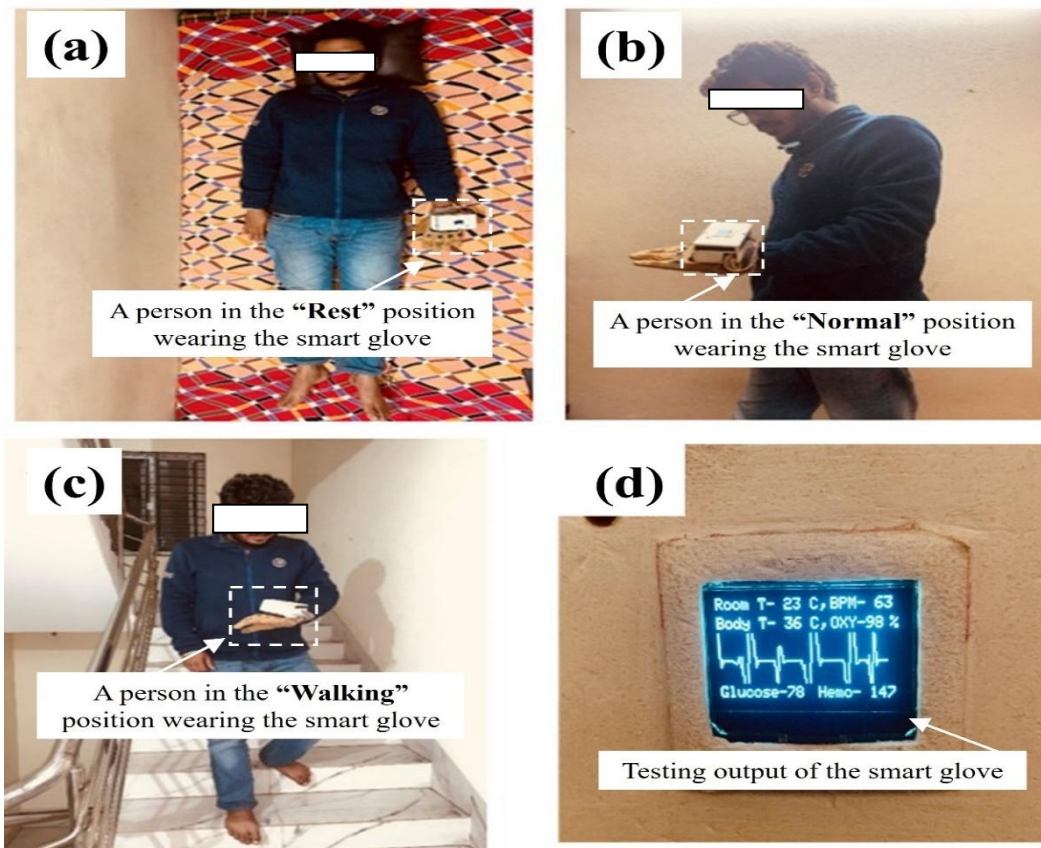 (a)
A person in the “Rest” position
wearing the smart glove
(b)
A person in the “Normal” position
wearing the smart glove
(c)
A person in the “Walking”
position wearing the smart glove
(d)
Room T- 23 C,BPM- 63
Body T- 36 C,OXY-98 %
Glucose-78 Hemo- 147
Testing output of the smart glove